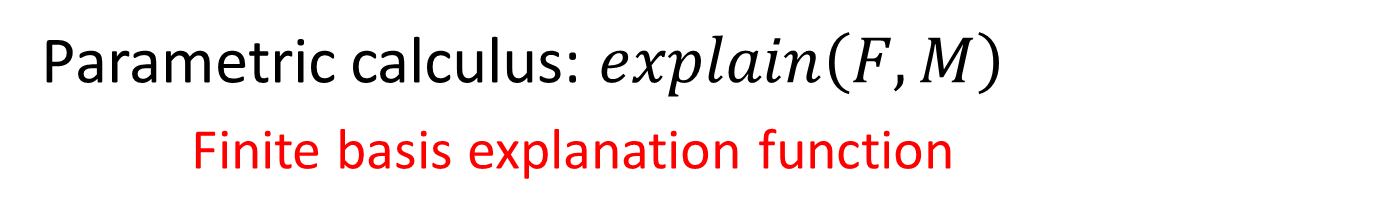 Parametric calculus: explain(F, M)
Finite basis explanation function